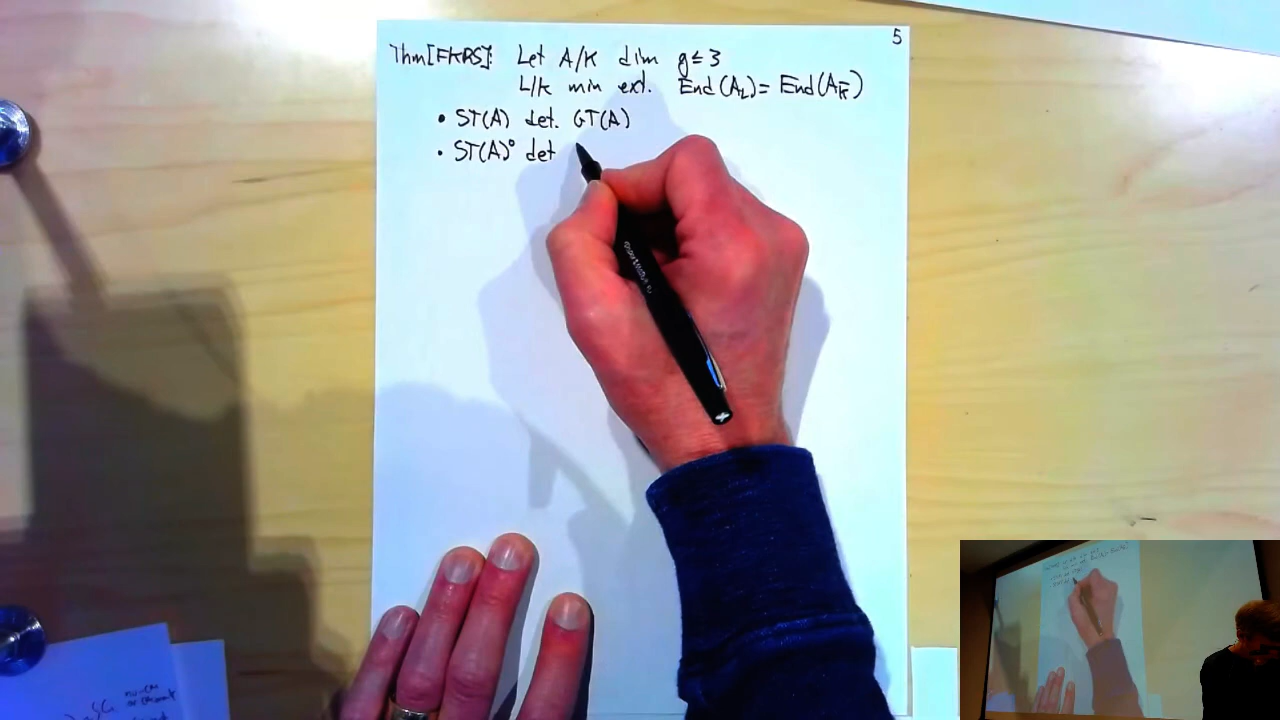 5
Thm[FKRS]: Let A/K dim g≤3
L/K min ext. End(A_L) = End(A_K̄)
• ST(A) det. GT(A)
• ST(A)° det